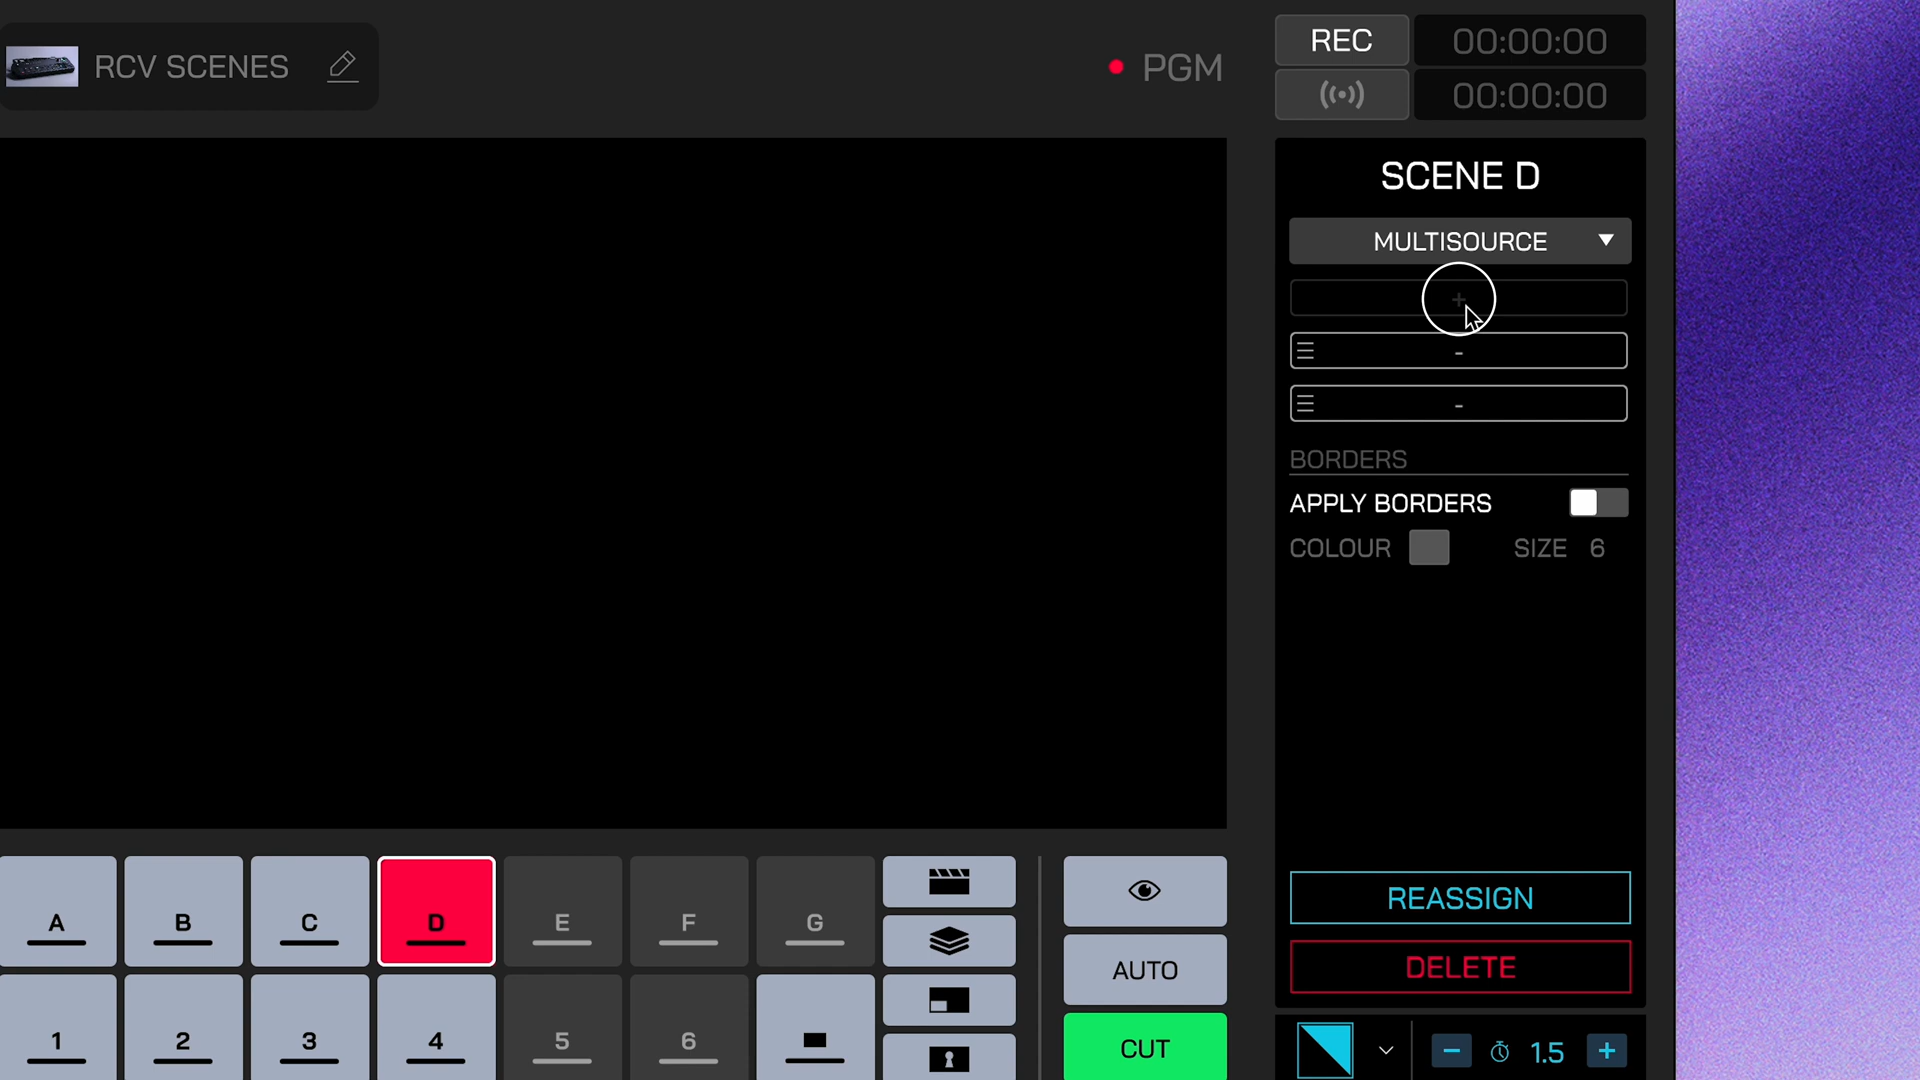 RCV SCENES
PGM
REC 00:00:00
00:00:00
SCENE D
MULTISOURCE
+
-
-
BORDERS
APPLY BORDERS
COLOUR SIZE 6
A B C D E F G
1 2 3 4 5 6
AUTO
CUT
REASSIGN
DELETE
- 1.5 +